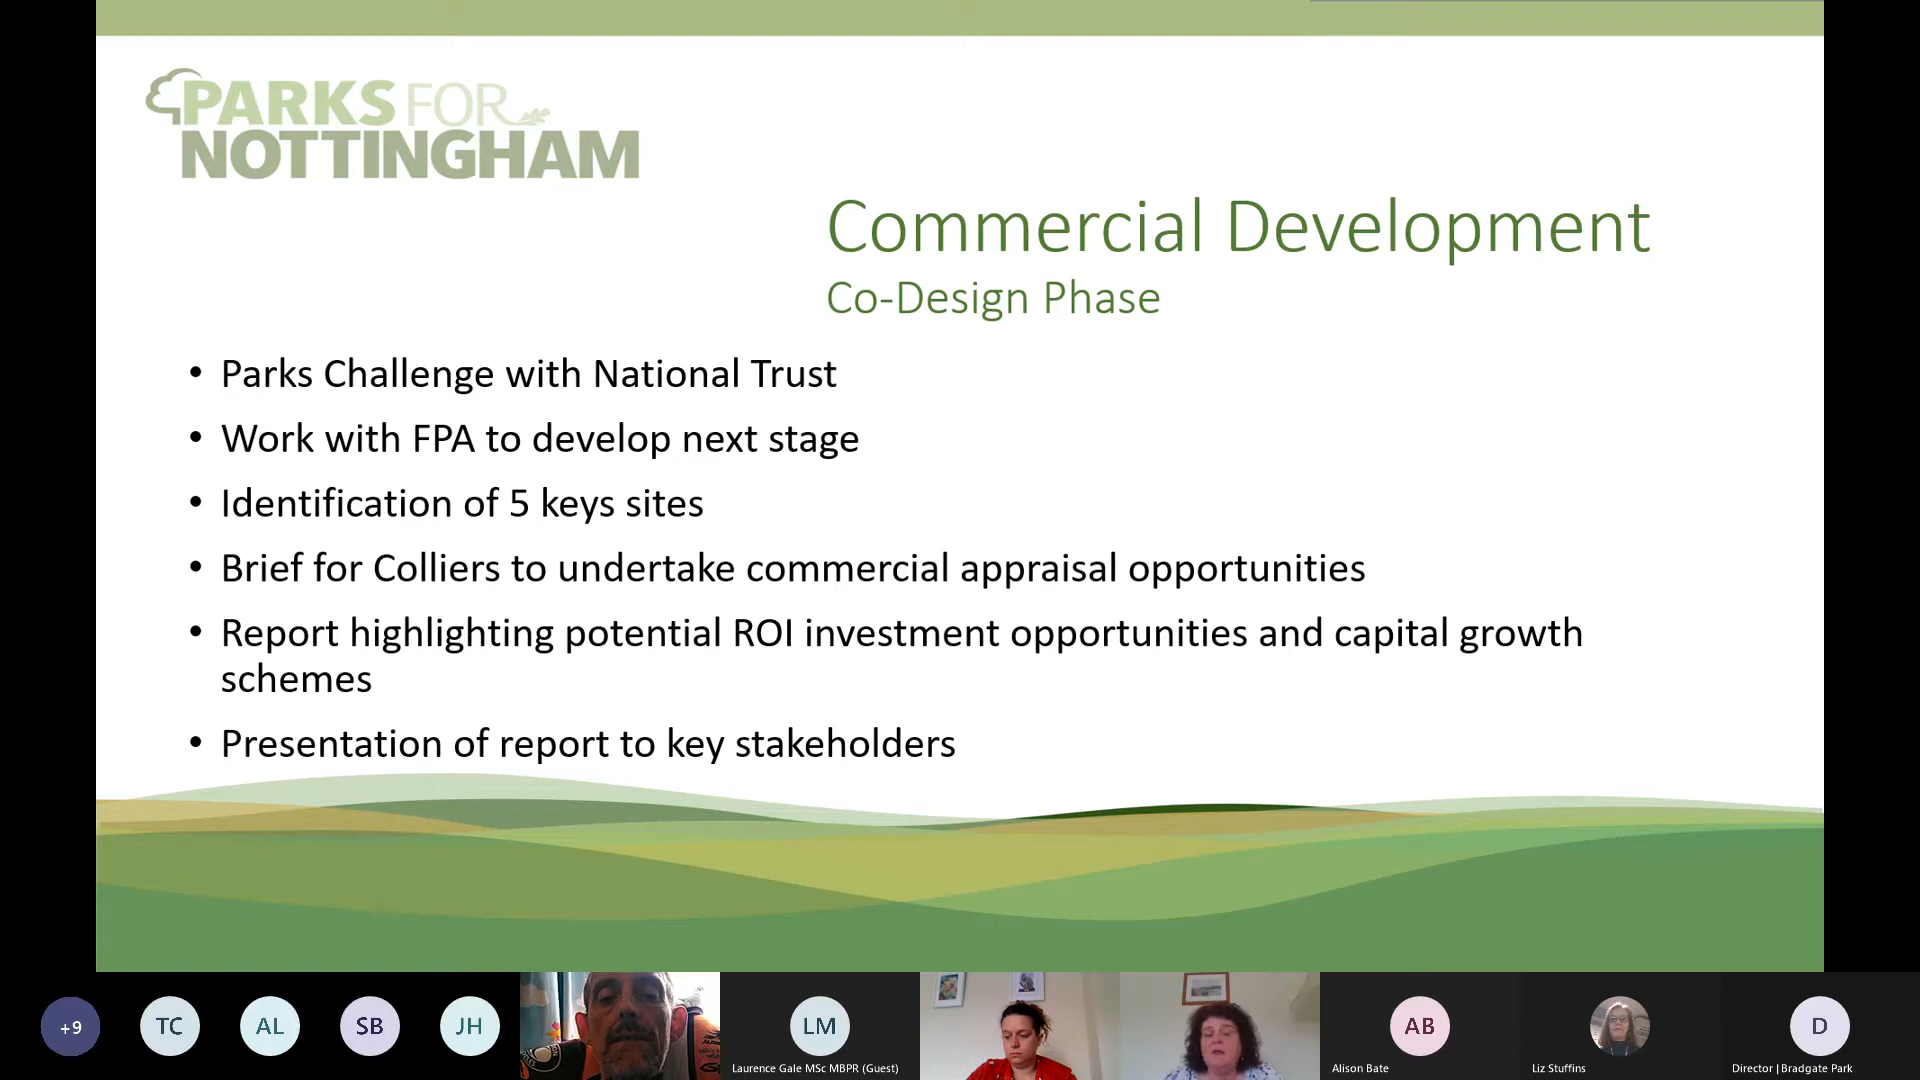 PARKS FOR
NOTTINGHAM
Commercial Development
Co-Design Phase
• Parks Challenge with National Trust
• Work with FPA to develop next stage
• Identification of 5 keys sites
• Brief for Colliers to undertake commercial appraisal opportunities
• Report highlighting potential ROI investment opportunities and capital growth
schemes
• Presentation of report to key stakeholders
+9
TC
AL
SB
JH
LM
Laurence Gale MSc MBPR (Guest)
AB
Alison Bate
Liz Stuffins
D
Director | Bradgate Park